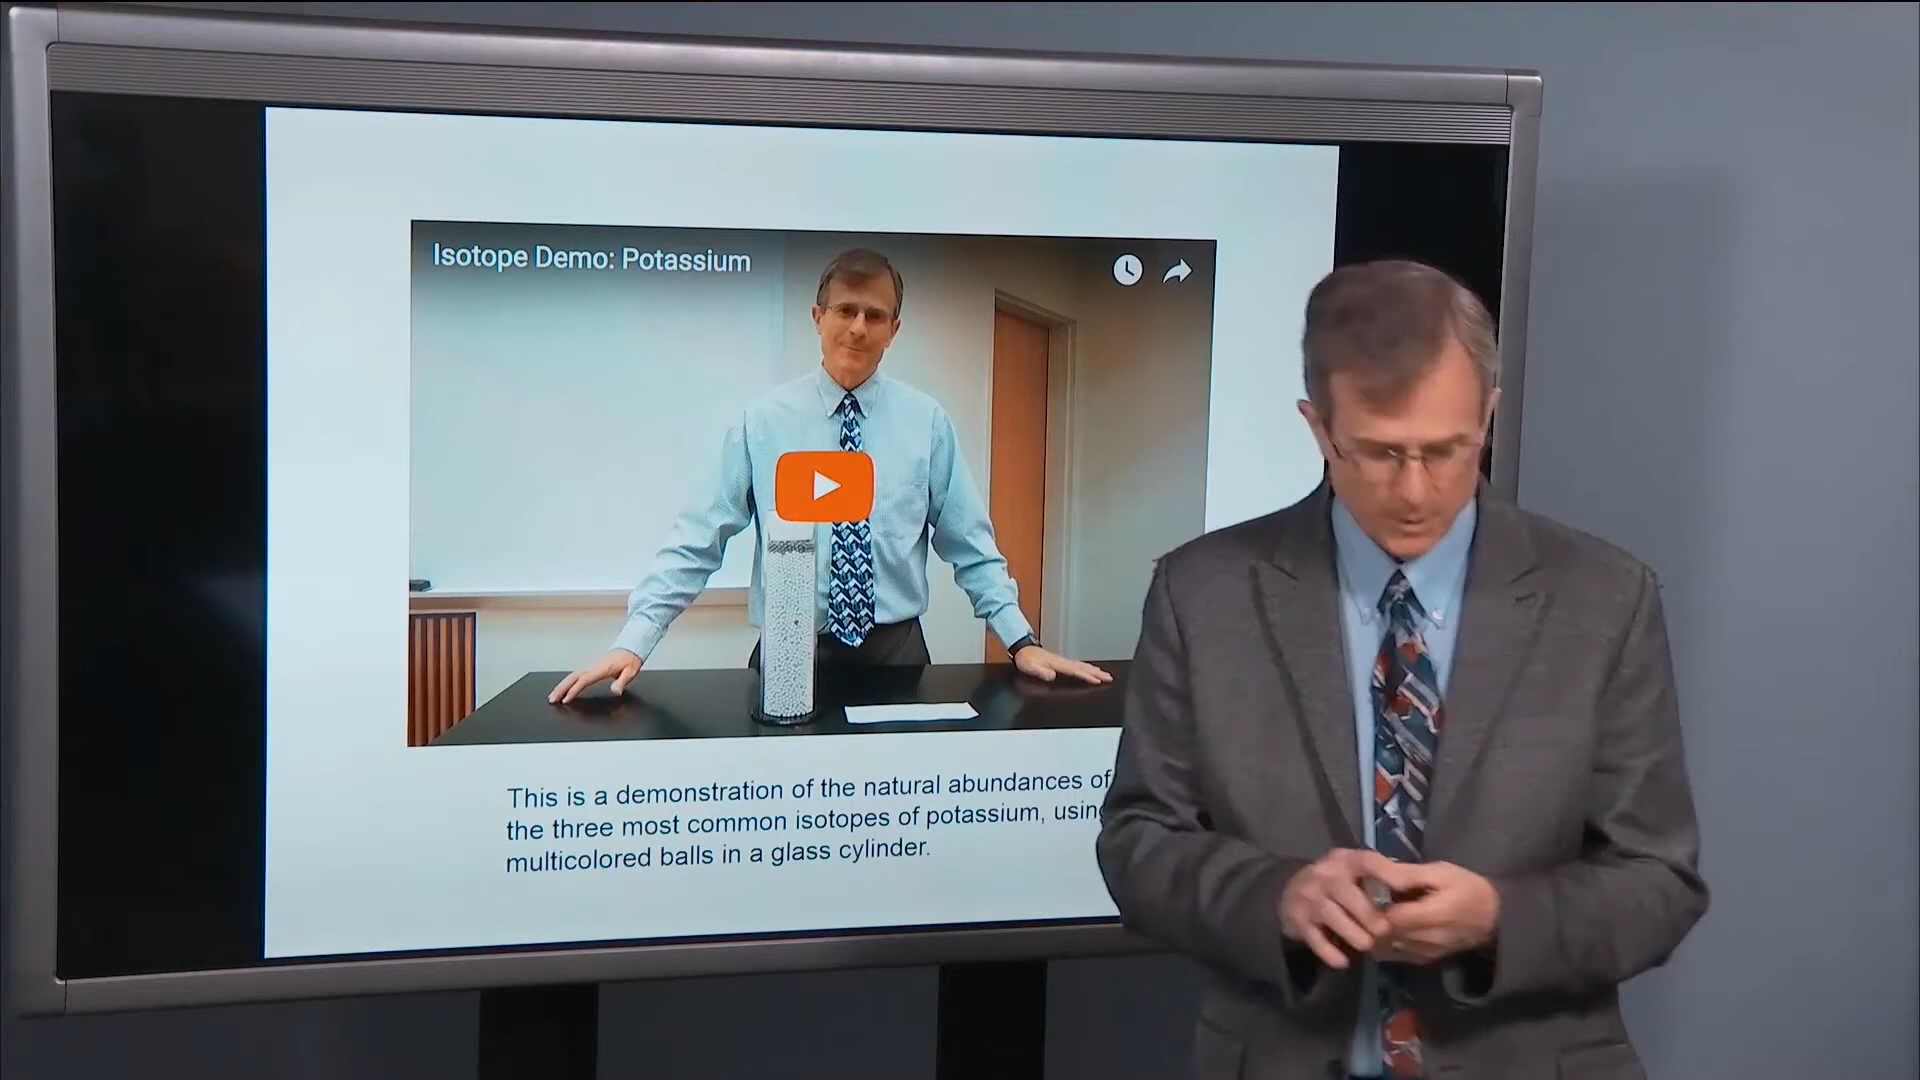 Isotope Demo: Potassium
This is a demonstration of the natural abundances of
the three most common isotopes of potassium, using
multicolored balls in a glass cylinder.